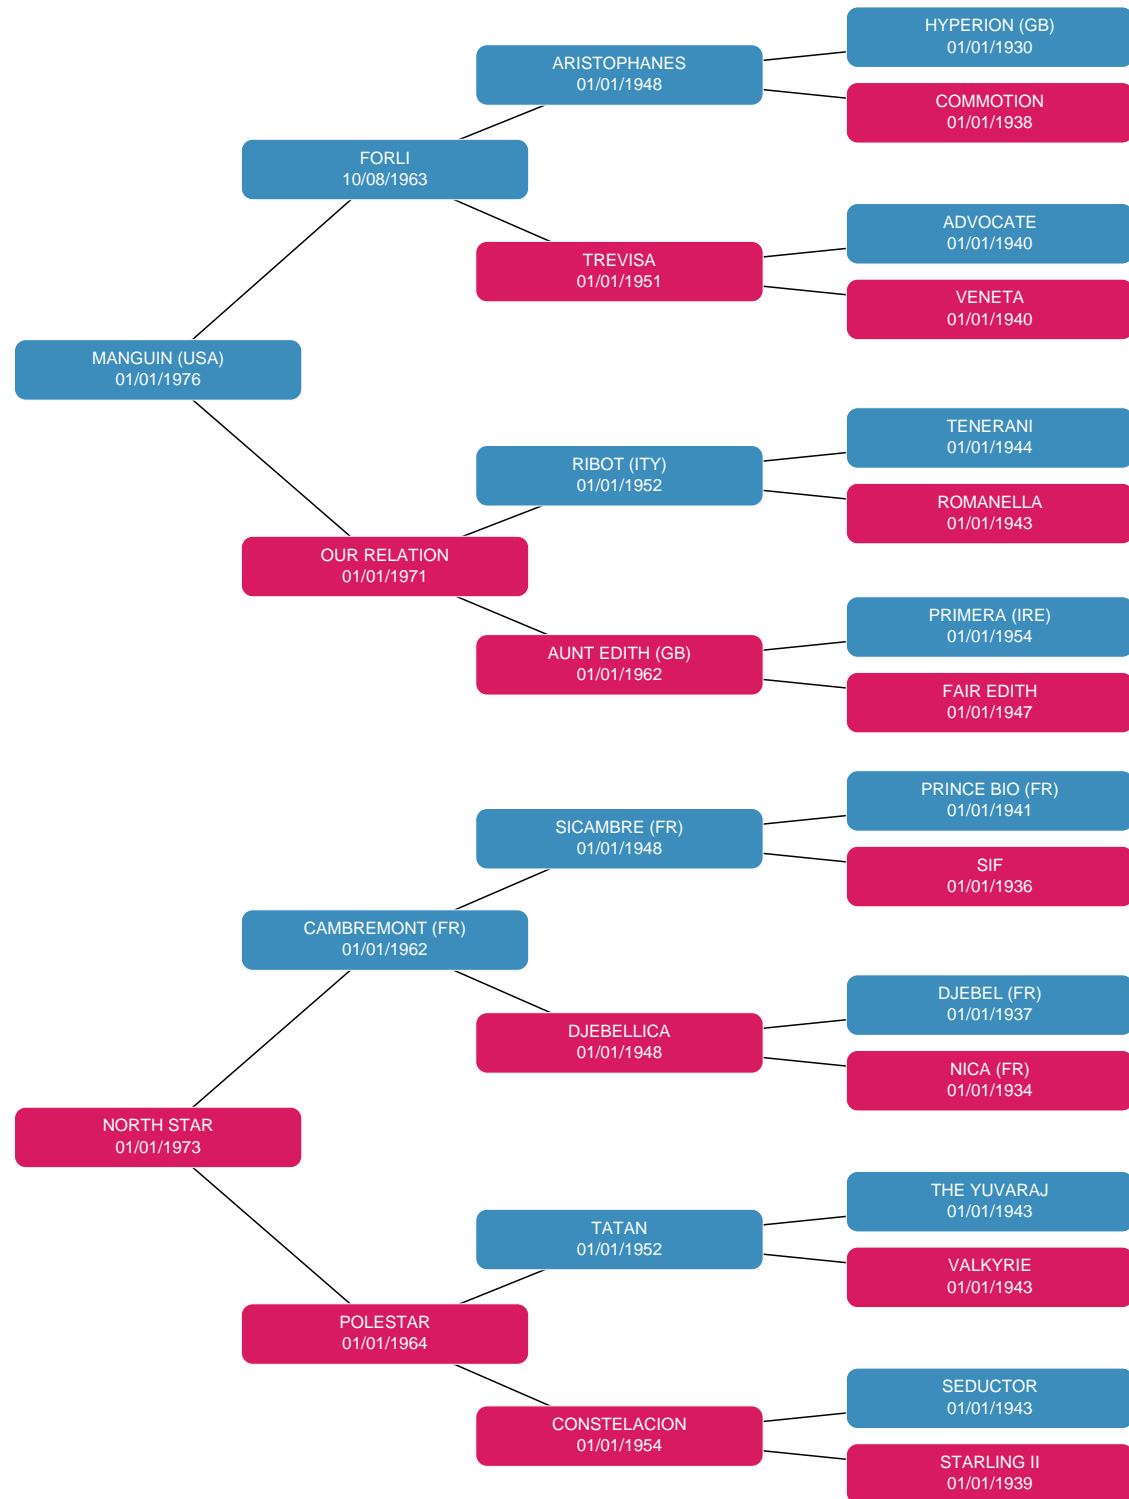 HYPERION (GB)
01/01/1930
ARISTOPHANES
01/01/1948
COMMOTION
01/01/1938
FORLI
10/08/1963
ADVOCATE
01/01/1940
TREVISA
01/01/1951
VENETA
01/01/1940
MANGUIN (USA)
01/01/1976
TENERANI
01/01/1944
RIBOT (ITY)
01/01/1952
ROMANELLA
01/01/1943
OUR RELATION
01/01/1971
PRIMERA (IRE)
01/01/1954
AUNT EDITH (GB)
01/01/1962
FAIR EDITH
01/01/1947
PRINCE BIO (FR)
01/01/1941
SICAMBRE (FR)
01/01/1948
SIF
01/01/1936
CAMBREMONT (FR)
01/01/1962
DJEBEL (FR)
01/01/1937
DJEBELLICA
01/01/1948
NICA (FR)
01/01/1934
NORTH STAR
01/01/1973
THE YUVARAJ
01/01/1943
TATAN
01/01/1952
VALKYRIE
01/01/1943
POLESTAR
01/01/1964
SEDUCTOR
01/01/1943
CONSTELACION
01/01/1954
STARLING II
01/01/1939